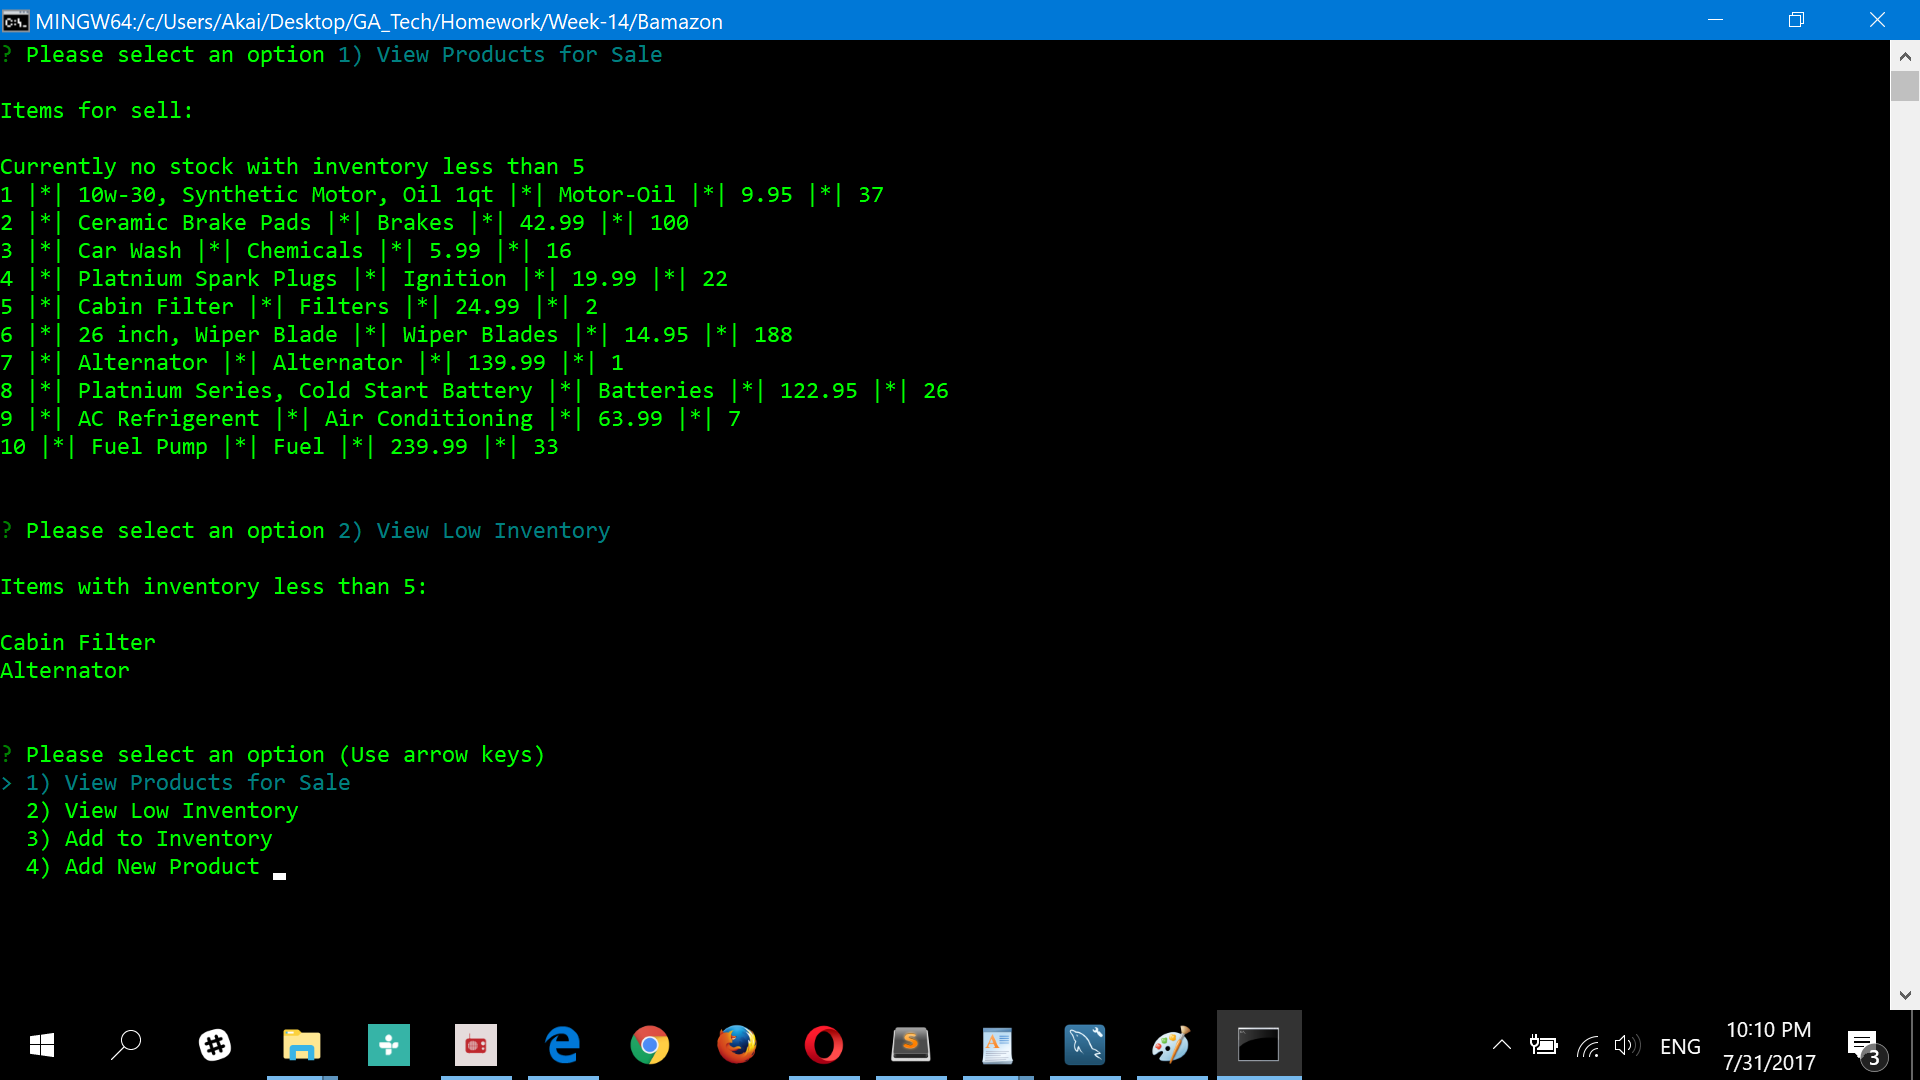 MINGW64:/c/Users/Akai/Desktop/GA_Tech/Homework/Week-14/Bamazon
? Please select an option 1) View Products for Sale
Items for sell:
Currently no stock with inventory less than 5
1 |*| 10w-30, Synthetic Motor, Oil 1qt |*| Motor-Oil |*| 9.95 |*| 37
2 |*| Ceramic Brake Pads |*| Brakes |*| 42.99 |*| 100
3 |*| Car Wash |*| Chemicals |*| 5.99 |*| 16
4 |*| Platnium Spark Plugs |*| Ignition |*| 19.99 |*| 22
5 |*| Cabin Filter |*| Filters |*| 24.99 |*| 2
6 |*| 26 inch, Wiper Blade |*| Wiper Blades |*| 14.95 |*| 188
7 |*| Alternator |*| Alternator |*| 139.99 |*| 1
8 |*| Platnium Series, Cold Start Battery |*| Batteries |*| 122.95 |*| 26
9 |*| AC Refrigerent |*| Air Conditioning |*| 63.99 |*| 7
10 |*| Fuel Pump |*| Fuel |*| 239.99 |*| 33
? Please select an option 2) View Low Inventory
Items with inventory less than 5:
Cabin Filter
Alternator
? Please select an option (Use arrow keys)
> 1) View Products for Sale
2) View Low Inventory
3) Add to Inventory
4) Add New Product
ENG
10:10 PM
7/31/2017
3